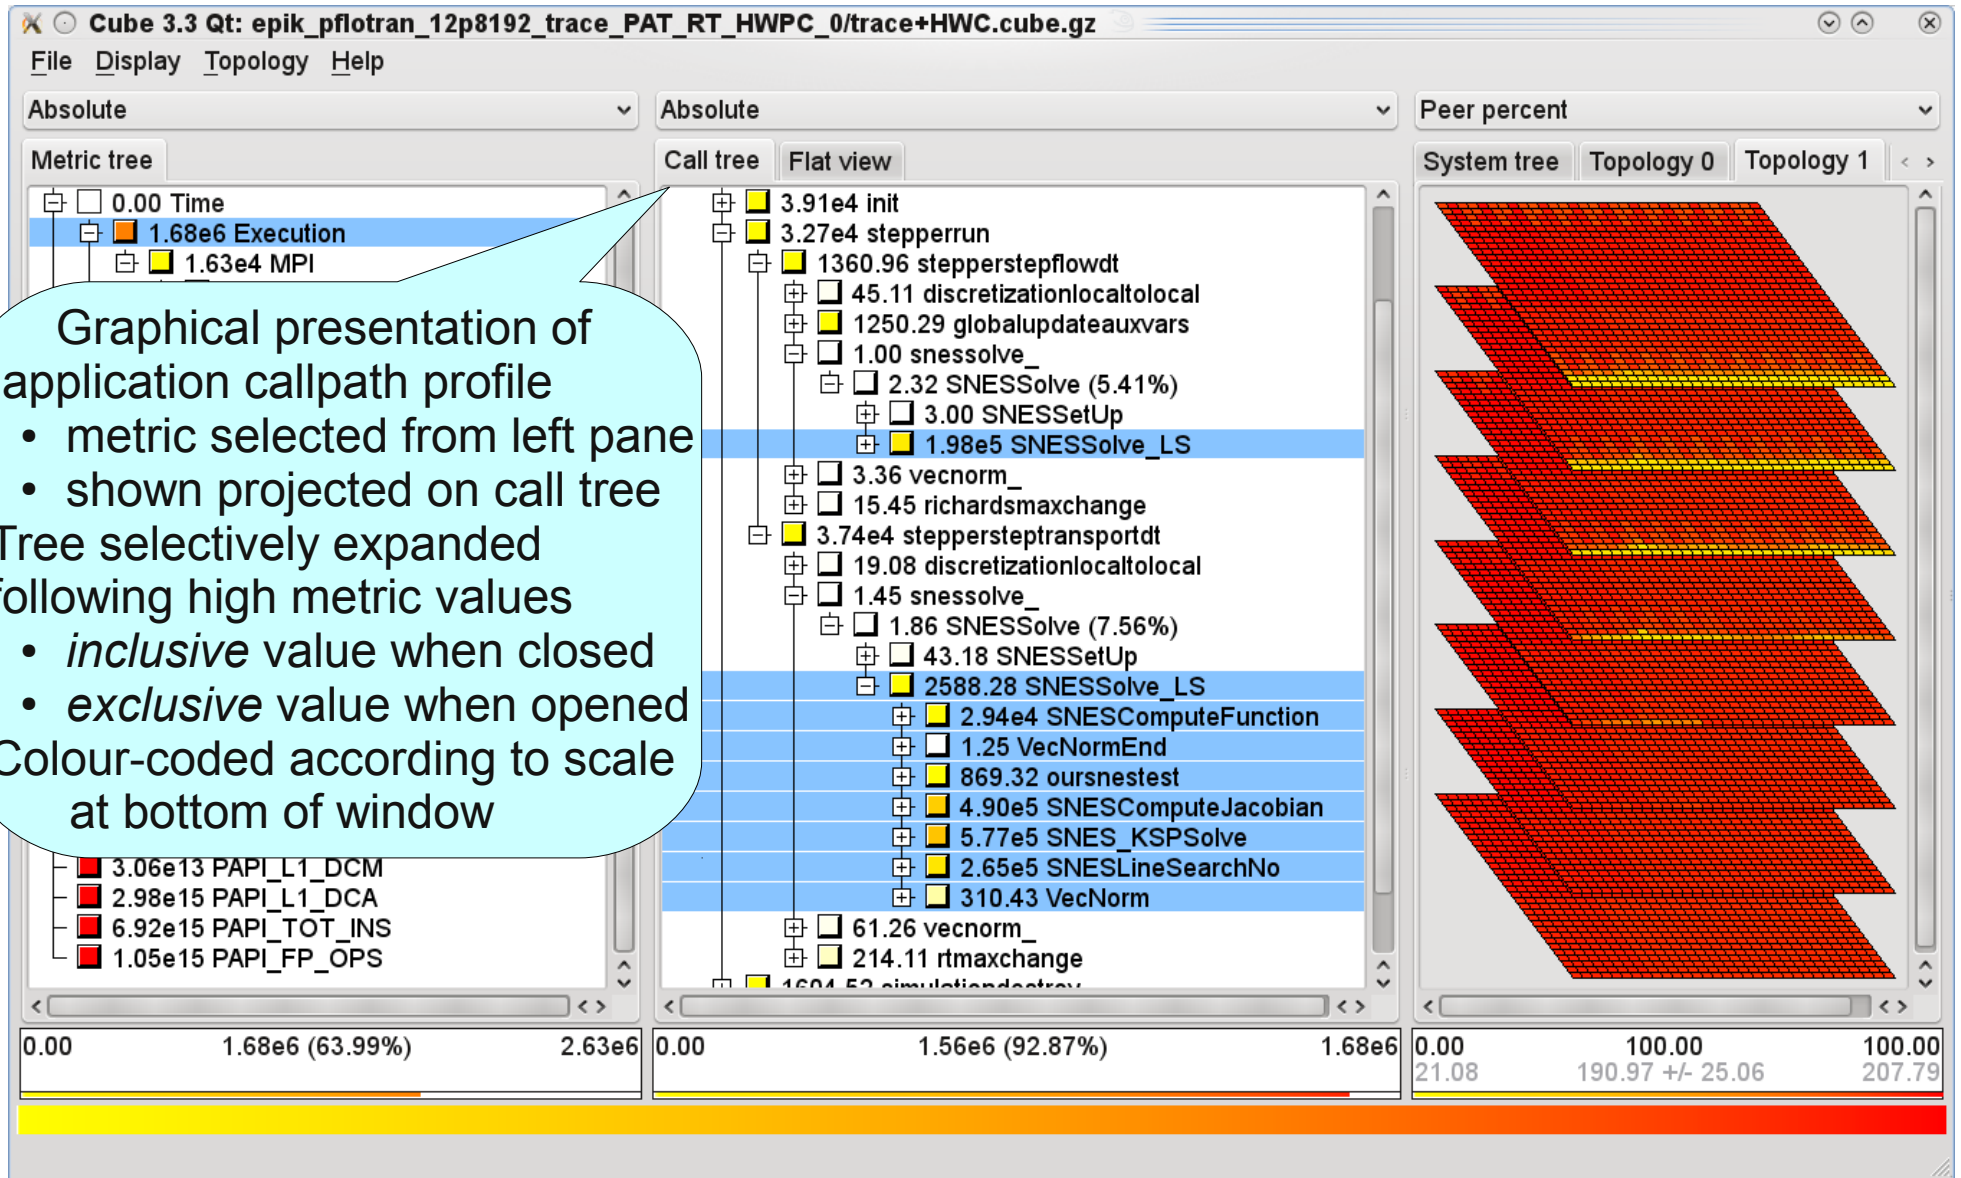 Cube 3.3 Qt: epik_pflotran_12p8192_trace_PAT_RT_HWPC_0/trace+HWC.cube.gz
File Display Topology Help
Absolute
Absolute
Peer percent
Metric tree
Call tree Flat view
System tree Topology 0 Topology 1
0.00 Time
1.68e6 Execution
1.63e4 MPI
Graphical presentation of
application callpath profile
• metric selected from left pane
• shown projected on call tree
Tree selectively expanded
following high metric values
• inclusive value when closed
• exclusive value when opened
Colour-coded according to scale
at bottom of window
3.06e13 PAPI_L1_DCM
2.98e15 PAPI_L1_DCA
6.92e15 PAPI_TOT_INS
1.05e15 PAPI_FP_OPS
3.91e4 init
3.27e4 stepperrun
1360.96 stepperstepflowdt
45.11 discretizationlocaltolocal
1250.29 globalupdateauxvars
1.00 snessolve_
2.32 SNESSolve (5.41%)
3.00 SNESSetUp
1.98e5 SNESSolve_LS
3.36 vecnorm_
15.45 richardsmaxchange
3.74e4 steppersteptransportdt
19.08 discretizationlocaltolocal
1.45 snessolve_
1.86 SNESSolve (7.56%)
43.18 SNESSetUp
2588.28 SNESSolve_LS
2.94e4 SNESComputeFunction
1.25 VecNormEnd
869.32 oursnestest
4.90e5 SNESComputeJacobian
5.77e5 SNES_KSPSolve
2.65e5 SNESLineSearchNo
310.43 VecNorm
61.26 vecnorm_
214.11 rtmaxchange
1604.52 simulationdestroy
0.00 1.68e6 (63.99%) 2.63e6
0.00 1.56e6 (92.87%) 1.68e6
0.00 100.00 100.00
21.08 190.97 +/- 25.06 207.79